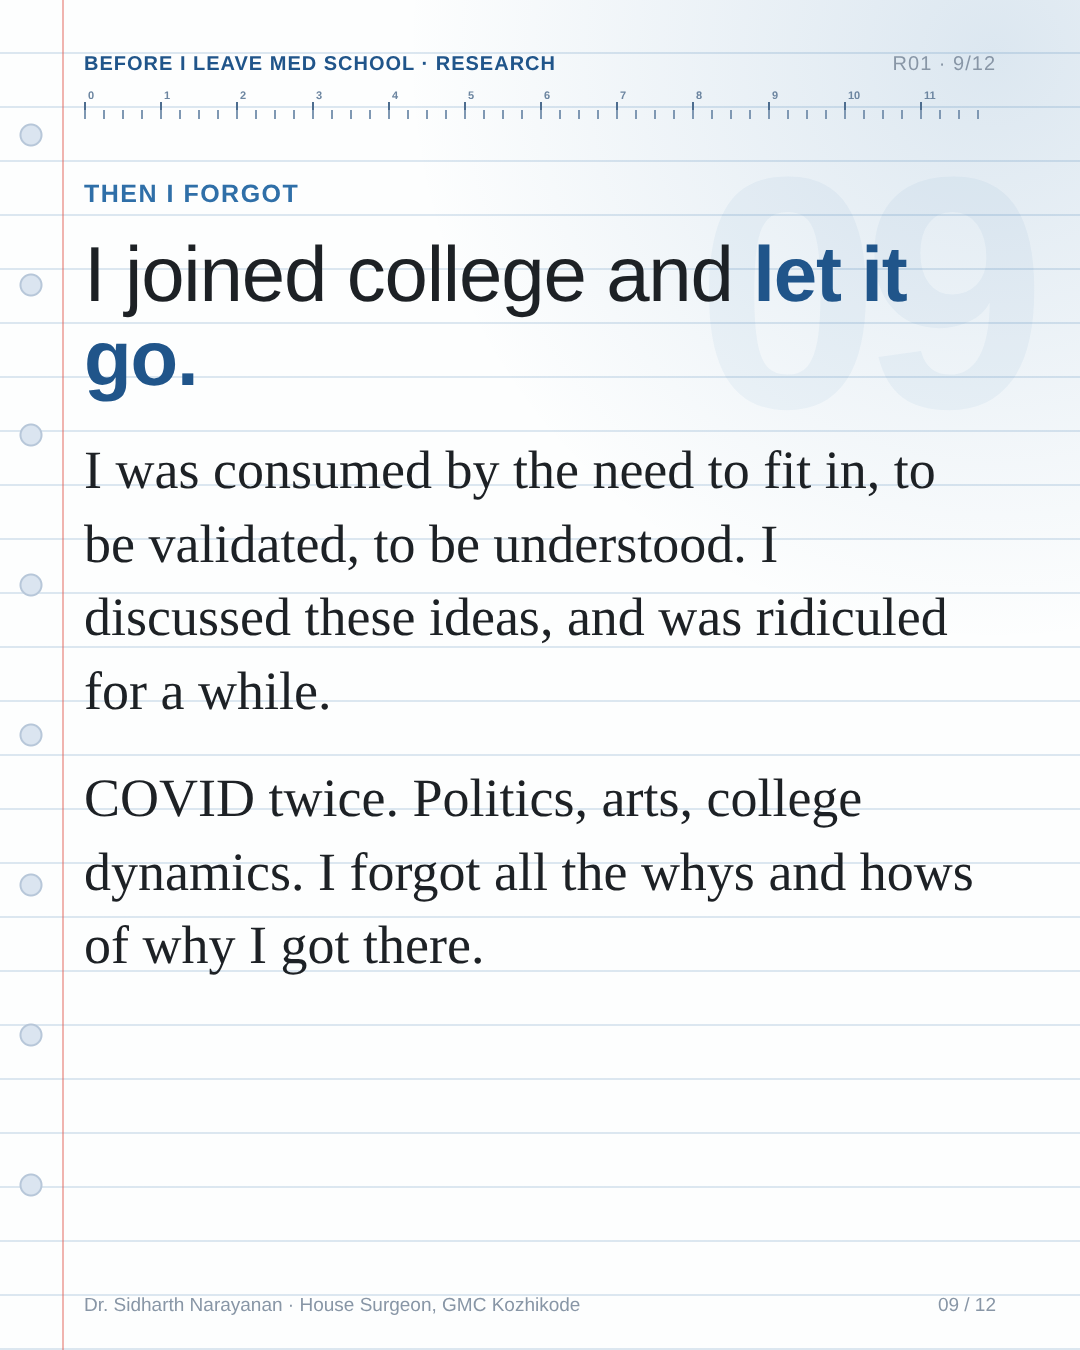 BEFORE I LEAVE MED SCHOOL · RESEARCH
R01 · 9/12
0 1 2 3 4 5 6 7 8 9 10 11
THEN I FORGOT
09
I joined college and let it
go.
I was consumed by the need to fit in, to
be validated, to be understood. I
discussed these ideas, and was ridiculed
for a while.
COVID twice. Politics, arts, college
dynamics. I forgot all the whys and hows
of why I got there.
Dr. Sidharth Narayanan · House Surgeon, GMC Kozhikode
09 / 12